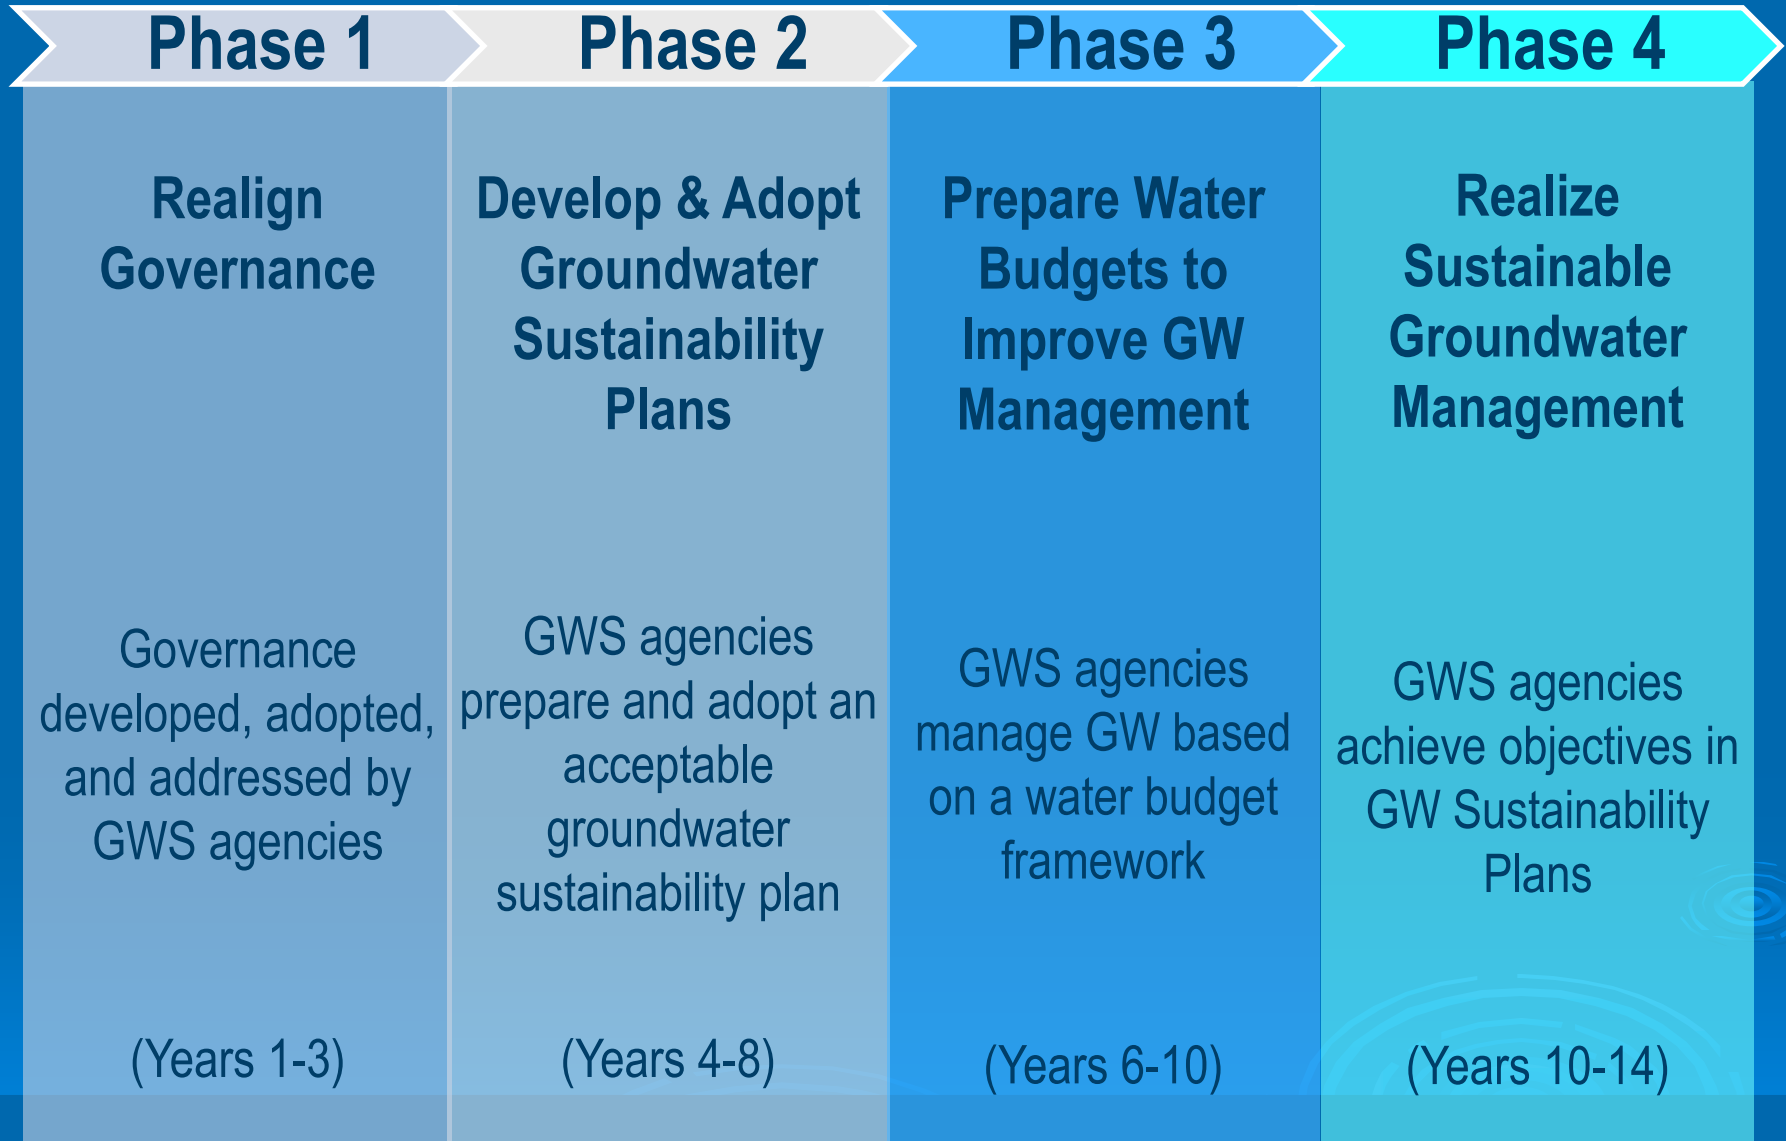 Phase 1
Phase 2
Phase 3
Phase 4
Realign
Governance
Develop & Adopt
Groundwater
Sustainability
Plans
Prepare Water
Budgets to
Improve GW
Management
Realize
Sustainable
Groundwater
Management
Governance
developed, adopted,
and addressed by
GWS agencies
GWS agencies
prepare and adopt an
acceptable
groundwater
sustainability plan
GWS agencies
manage GW based
on a water budget
framework
GWS agencies
achieve objectives in
GW Sustainability
Plans
(Years 1-3)
(Years 4-8)
(Years 6-10)
(Years 10-14)